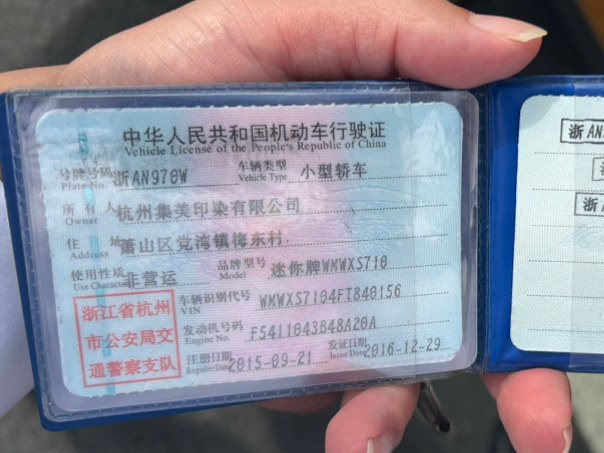 中华人民共和国机动车行驶证
Vehicle License of the People's Republic of China
号牌号码 浙AN970W 车辆类型 小型轿车
Plate No. Vehicle Type
所有人 杭州集美印染有限公司
Owner
住址 萧山区党湾镇梅东村
Address
使用性质 非营运 品牌型号 迷你牌WMWXS710
Use Character Model
浙江省杭州
市公安局交
通警察支队
车辆识别代号 WMWXS7104FT840156
VIN
发动机号码 F5411043B48A20A
Engine No.
注册日期 2015-09-21 发证日期 2016-12-29
Register Date Issue Date
浙AN
浙A